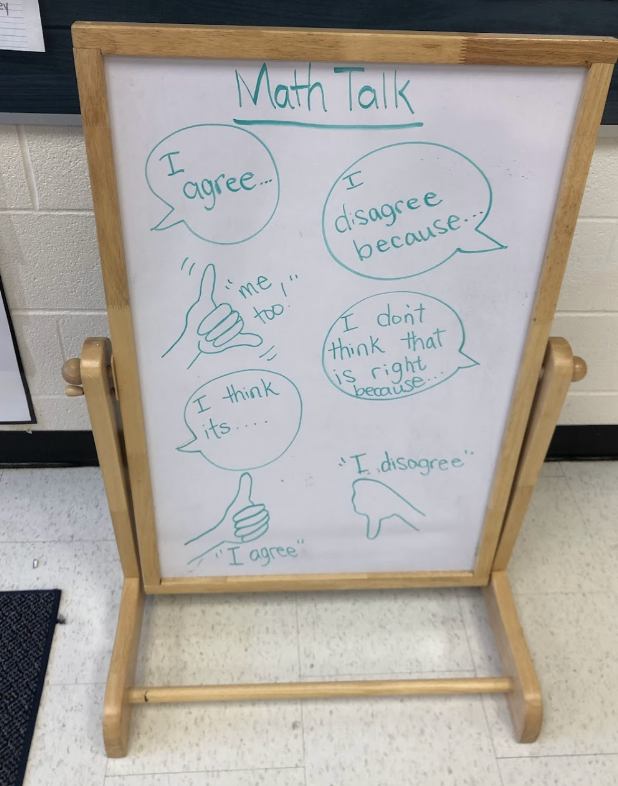 Math Talk
I
agree...
I
disagree
because...
"me
too!"
I don't
think that
is right
because...
I think
its....
"I disagree"
"I agree"